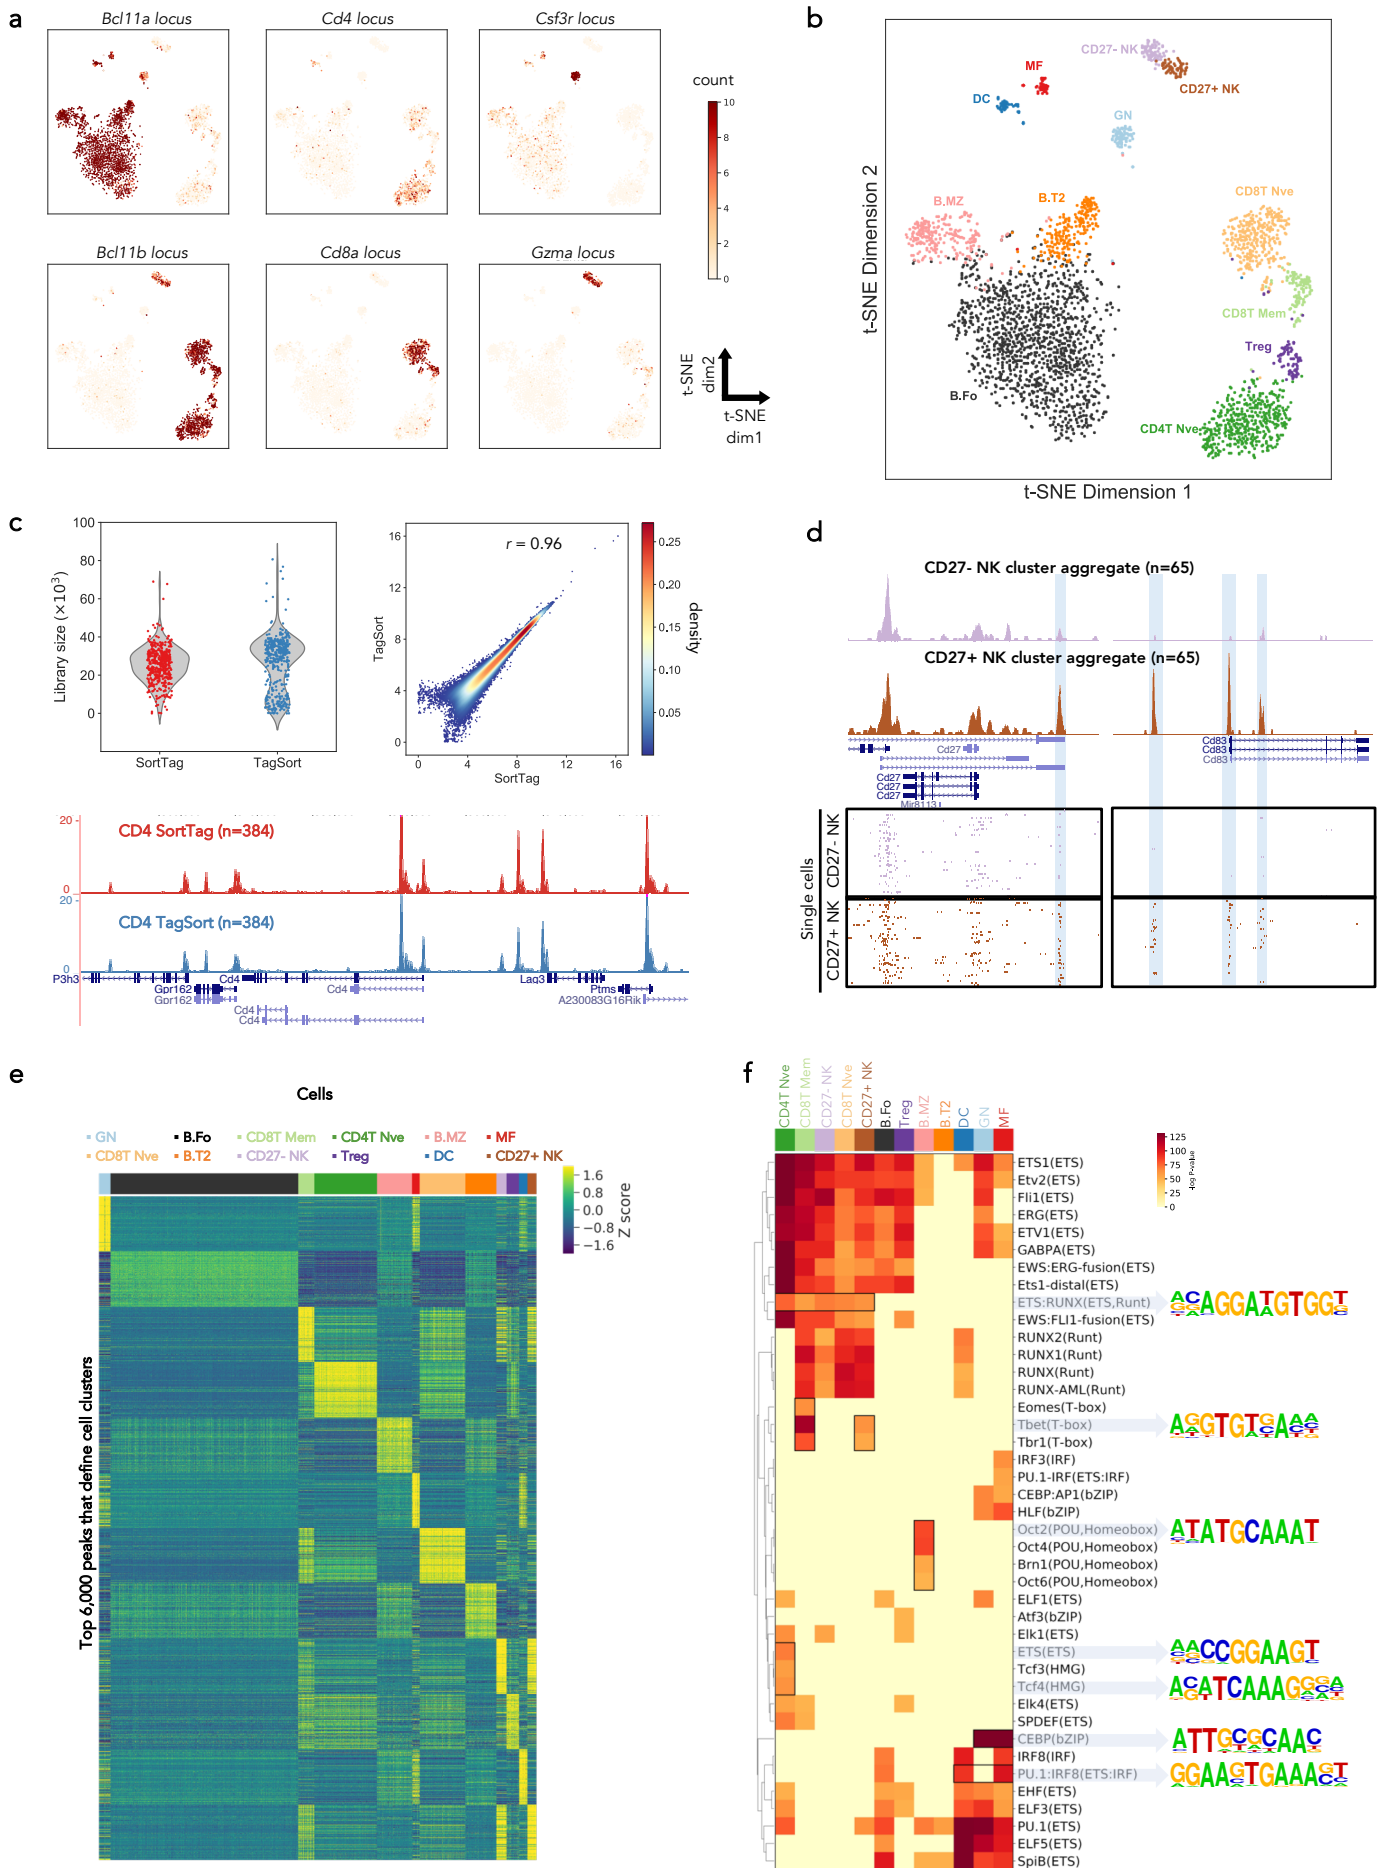 a
Bcl11a locus
Cd4 locus
Csf3r locus
count
10
8
6
4
2
0
Bcl11b locus
Cd8a locus
Gzma locus
t-SNE
dim2
t-SNE
dim1
b
CD27- NK
CD27+ NK
MF
DC
GN
B.MZ
B.T2
CD8T Nve
CD8T Mem
Treg
B.Fo
CD4T Nve
t-SNE Dimension 2
t-SNE Dimension 1
c
Library size (×10³)
100
80
60
40
20
0
SortTag
TagSort
r = 0.96
TagSort
16
12
8
4
0
0
4
8
12
16
SortTag
density
0.25
0.20
0.15
0.10
0.05
20
CD4 SortTag (n=384)
0
20
CD4 TagSort (n=384)
0
P3h3
Cd4
Lag3
Gpr162
Cd4
Ptms
Gpr162
A230083G16Rik
Cd4
Cd4
d
CD27- NK cluster aggregate (n=65)
CD27+ NK cluster aggregate (n=65)
Cd27
Cd27
Cd27
Cd27
Mir8113
Cd83
Cd83
Cd83
Single cells
CD27- NK
CD27+ NK
e
Cells
GN
B.Fo
CD8T Mem
CD4T Nve
B.MZ
MF
CD8T Nve
B.T2
CD27- NK
Treg
DC
CD27+ NK
1.6
0.8
0.0
−0.8
−1.6
Z score
Top 6,000 peaks that define cell clusters
f
CD4T Nve
CD8T Mem
CD27- NK
CD8T Nve
CD27+ NK
B.Fo
Treg
B.MZ
B.T2
DC
GN
MF
125
100
75
50
25
0
-log P-value
ETS1(ETS)
Etv2(ETS)
Fli1(ETS)
ERG(ETS)
ETV1(ETS)
GABPA(ETS)
EWS:ERG-fusion(ETS)
Ets1-distal(ETS)
ETS:RUNX(ETS,Runt)
EWS:FLI1-fusion(ETS)
RUNX2(Runt)
RUNX1(Runt)
RUNX(Runt)
RUNX-AML(Runt)
Eomes(T-box)
Tbet(T-box)
Tbr1(T-box)
IRF3(IRF)
PU.1-IRF(ETS:IRF)
CEBP:AP1(bZIP)
HLF(bZIP)
Oct2(POU,Homeobox)
Oct4(POU,Homeobox)
Brn1(POU,Homeobox)
Oct6(POU,Homeobox)
ELF1(ETS)
Atf3(bZIP)
Elk1(ETS)
ETS(ETS)
Tcf3(HMG)
Tcf4(HMG)
Elk4(ETS)
SPDEF(ETS)
CEBP(bZIP)
IRF8(IRF)
PU.1:IRF8(ETS:IRF)
EHF(ETS)
ELF3(ETS)
PU.1(ETS)
ELF5(ETS)
SpiB(ETS)
ACAGGATGTGGT
AGGTGTGAAA
ATATGCAAAT
AACCGGAAGT
ACATCAAAGGGA
ATTGCGCAAC
GGAAGTGAAAGT